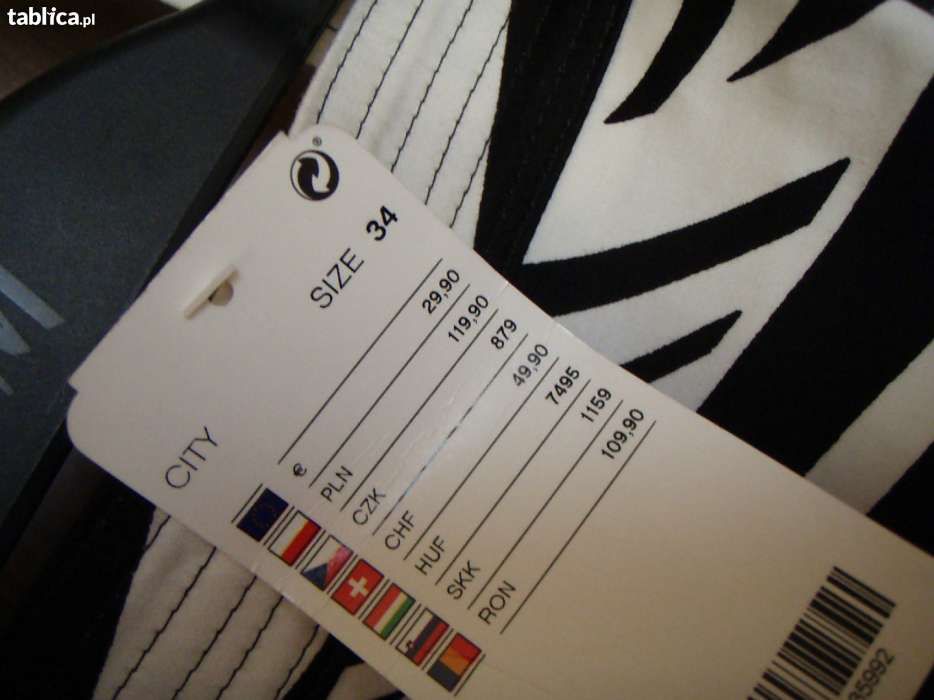 tablica.pl
®
CITY SIZE 34
€ 29,90
PLN 119,90
CZK 879
CHF 49,90
HUF 7495
SKK 1159
RON 109,90
5992